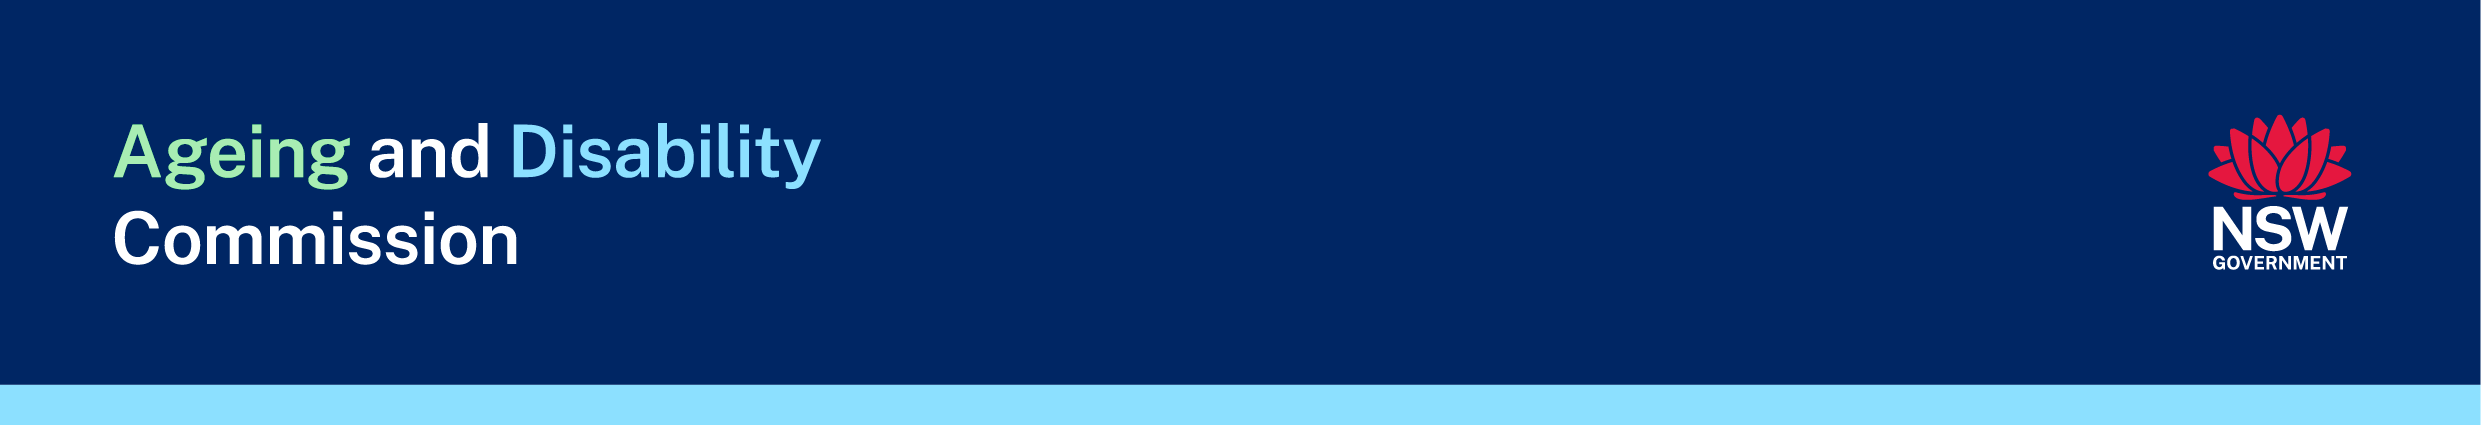 Ageing and Disability
Commission
NSW
GOVERNMENT